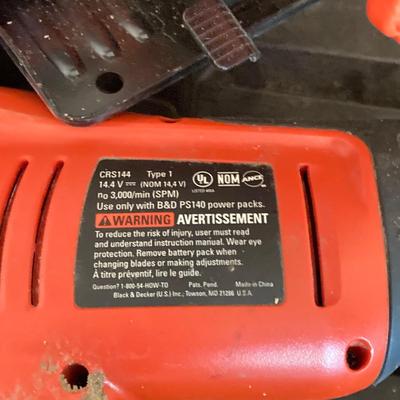 CRS144 Type 1
14.4 V ⎓ (NOM 14,4 V)
n₀ 3,000/min (SPM)
UL LISTED
NOM ANCE
Use only with B&D PS140 power packs.
⚠WARNING AVERTISSEMENT
To reduce the risk of injury, user must read
and understand instruction manual. Wear eye
protection. Remove battery pack when
changing blades or making adjustments.
À titre préventif, lire le guide.
Question? 1-800-54-HOW-TO Pats. Pend. Made in China
Black & Decker (U.S.) Inc., Towson, MD 21286 U.S.A.